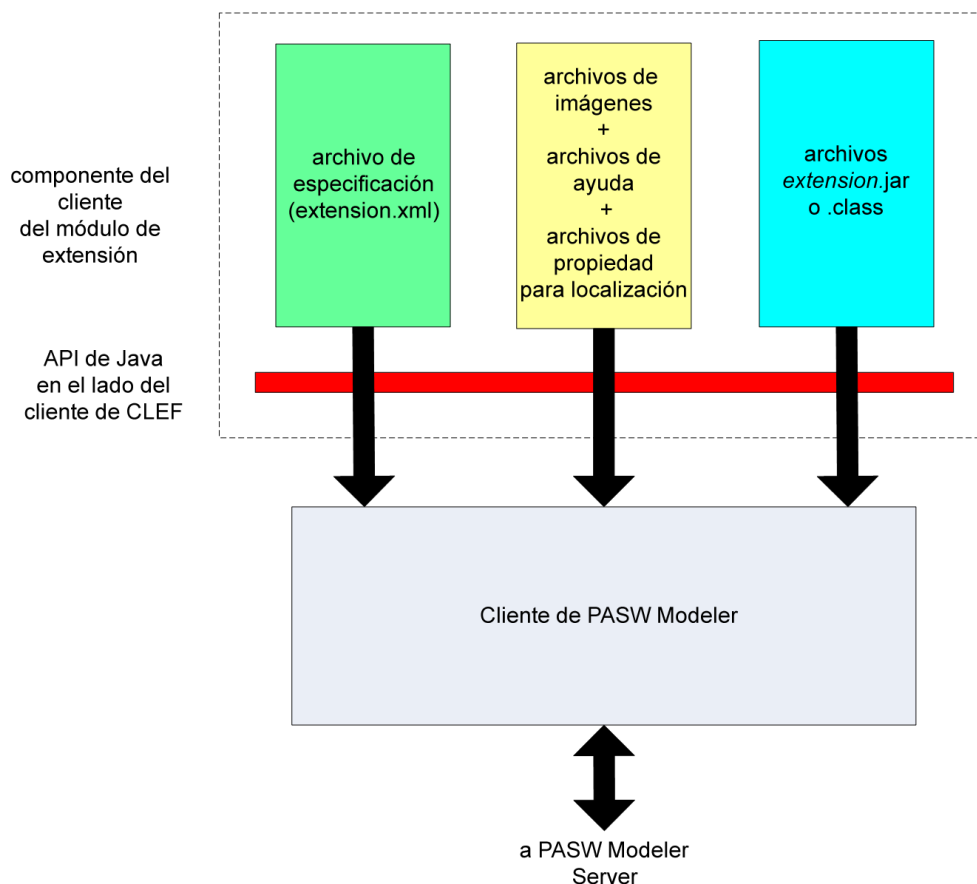 componente del
cliente
del módulo de
extensión
archivo de
especificación
(extension.xml)
archivos de
imágenes
+
archivos de
ayuda
+
archivos de
propiedad
para localización
archivos
extension.jar
o .class
API de Java
en el lado del
cliente de CLEF
Cliente de PASW Modeler
a PASW Modeler
Server